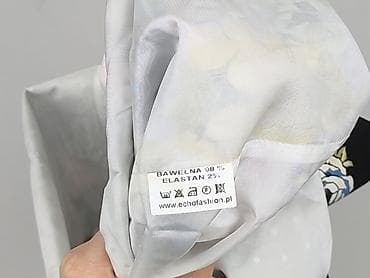 BAWEŁNA 98 %
ELASTAN 2%
www.echofashion.pl